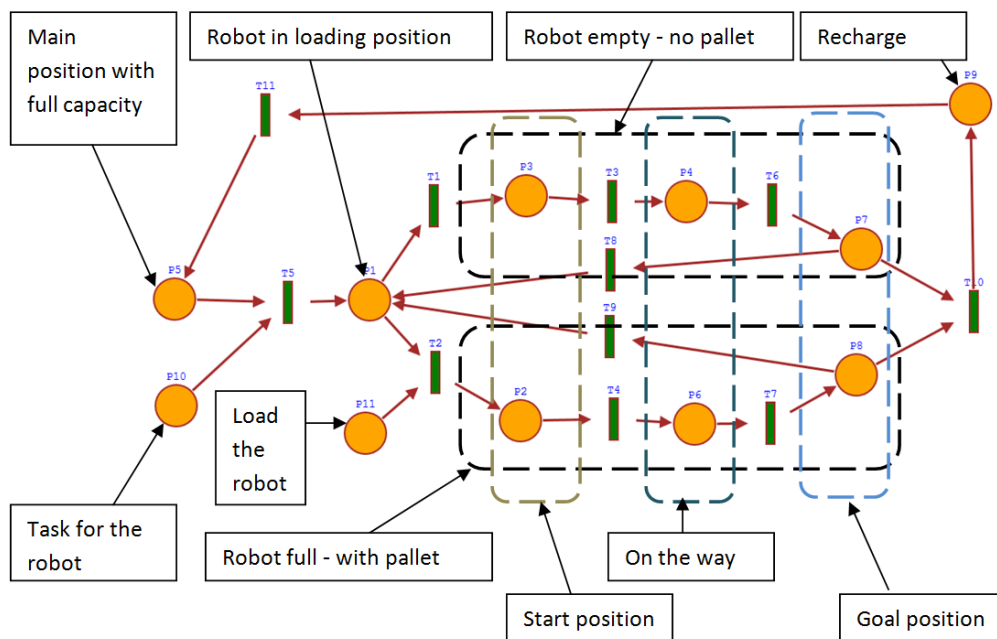 Main
position with
full capacity
Robot in loading position
Robot empty - no pallet
Recharge
P9
T11
T1
P3
T3
P4
T6
P7
T8
P5
T5
P1
T10
T9
T2
P8
P10
P11
P2
T4
P6
T7
Load
the
robot
Task for the
robot
Robot full - with pallet
On the way
Start position
Goal position